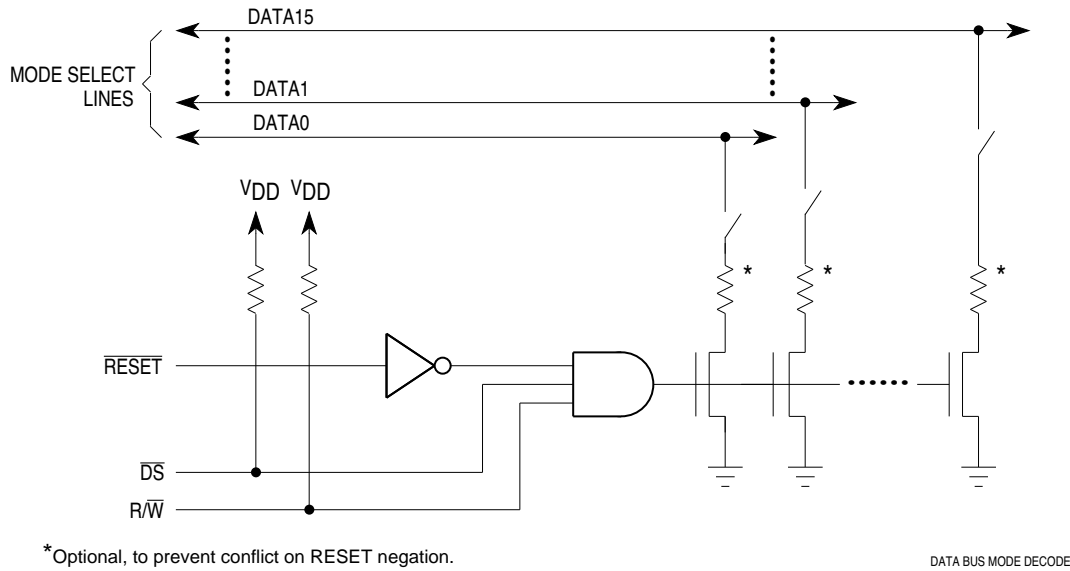 DATA15
MODE SELECT
LINES
DATA1
DATA0
VDD VDD
* * *
RESET
DS
R/W
*Optional, to prevent conflict on RESET negation.
DATA BUS MODE DECODE